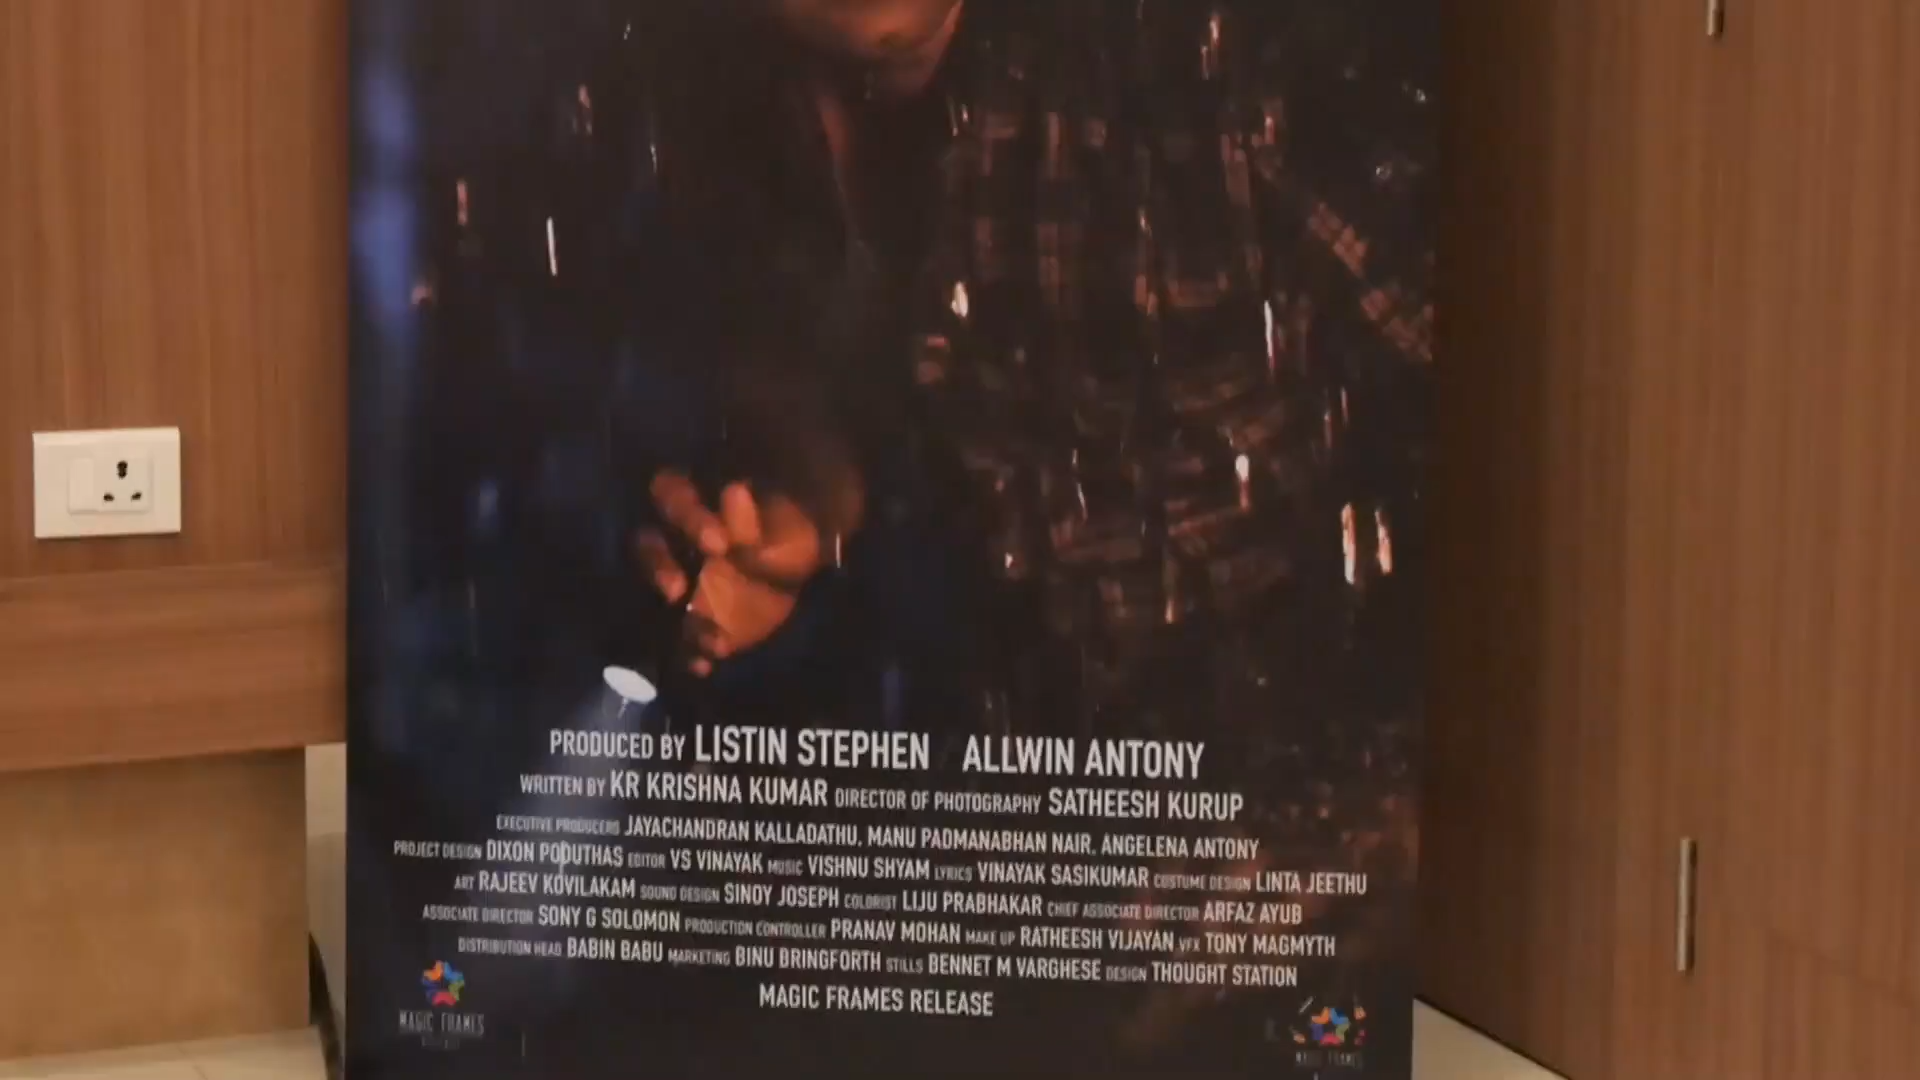 PRODUCED BY LISTIN STEPHEN ALLWIN ANTONY
WRITTEN BY KR KRISHNA KUMAR DIRECTOR OF PHOTOGRAPHY SATHEESH KURUP
EXECUTIVE PRODUCERS JAYACHANDRAN KALLADATHU, MANU PADMANABHAN NAIR, ANGELENA ANTONY
PROJECT DESIGN DIXON PODUTHAS EDITOR VS VINAYAK MUSIC VISHNU SHYAM LYRICS VINAYAK SASIKUMAR COSTUME DESIGN LINTA JEETHU
ART RAJEEV KOVILAKAM SOUND DESIGN SINOY JOSEPH COLORIST LIJU PRABHAKAR CHIEF ASSOCIATE DIRECTOR ARFAZ AYUB
ASSOCIATE DIRECTOR SONY G SOLOMON PRODUCTION CONTROLLER PRANAV MOHAN MAKE UP RATHEESH VIJAYAN VFX TONY MAGMYTH
DISTRIBUTION HEAD BABIN BABU MARKETING BINU BRINGFORTH STILLS BENNET M VARGHESE DESIGN THOUGHT STATION
MAGIC FRAMES RELEASE
MAGIC FRAMES
MAGIC FRAMES